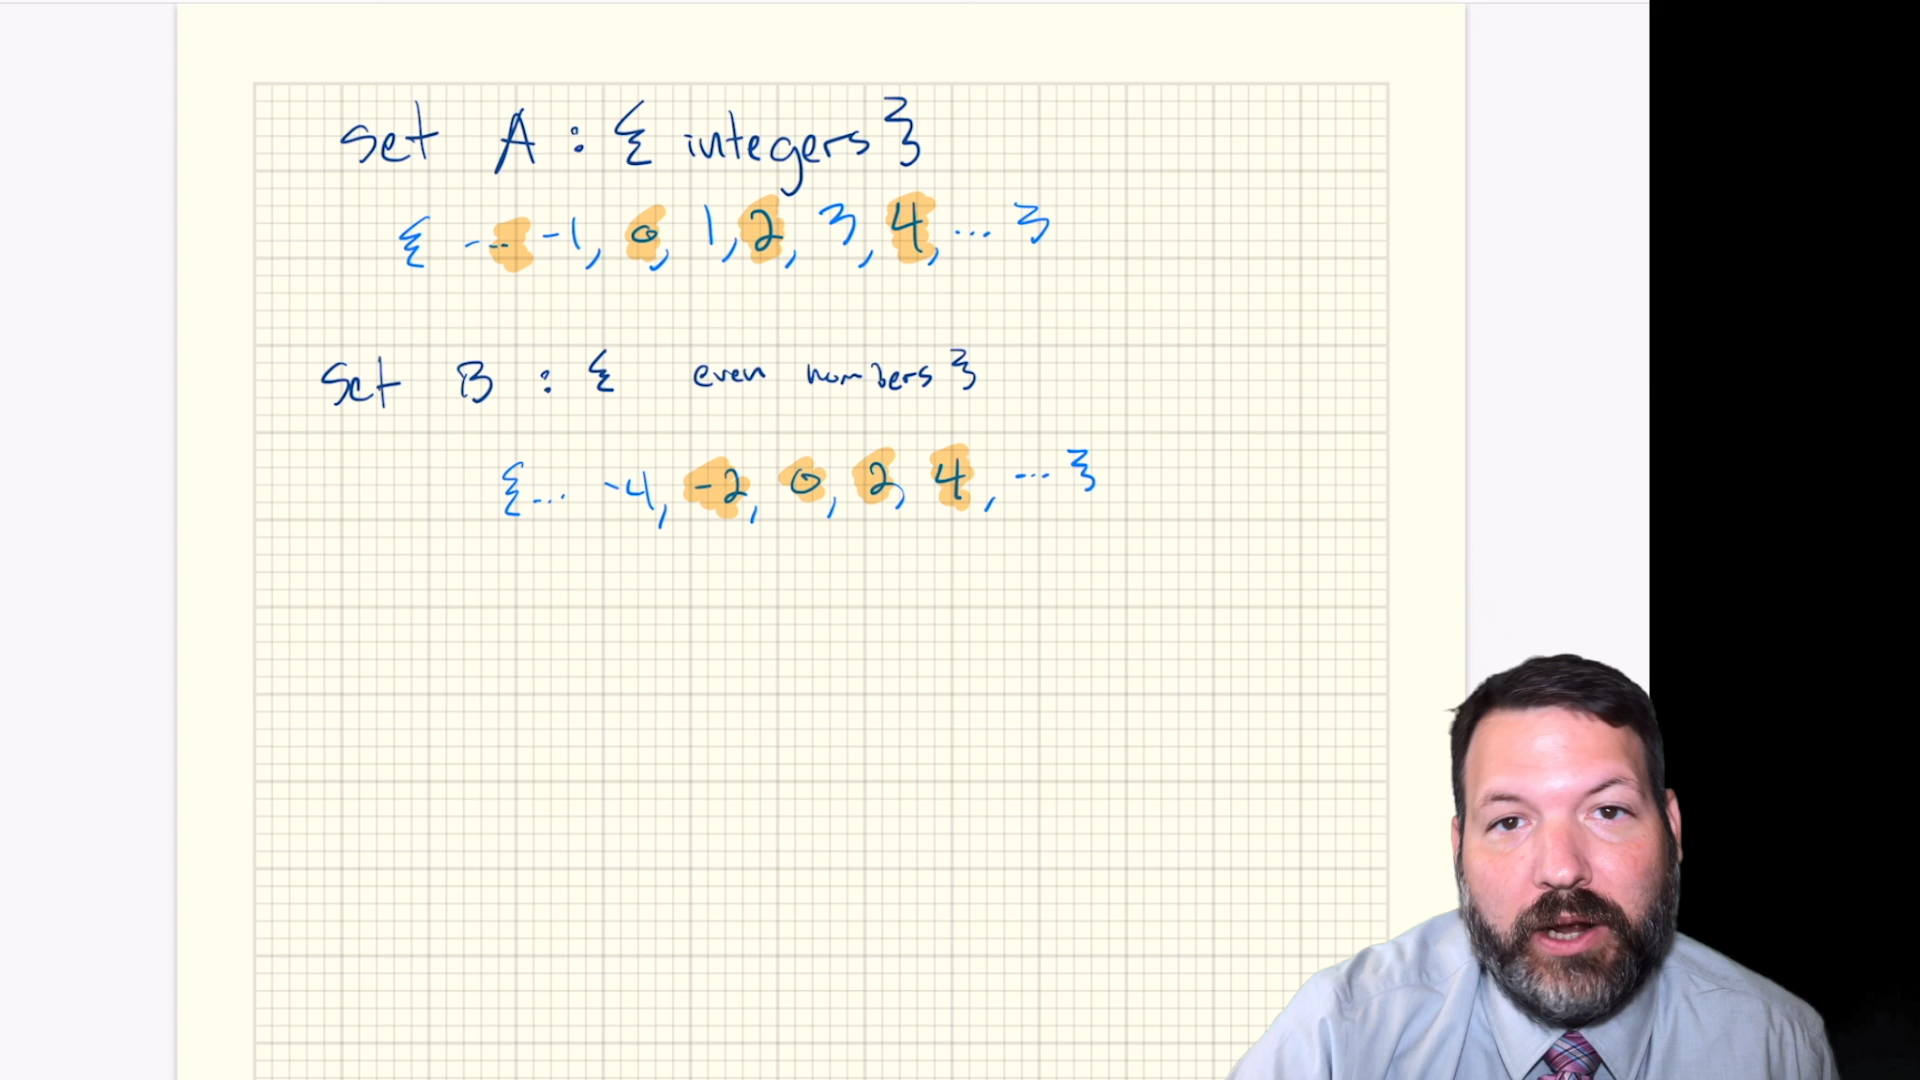 set A : { integers }
{ --- -1, 0, 1, 2, 3, 4, ... }
Set B : { even numbers }
{ ... -4, -2, 0, 2, 4, ... }